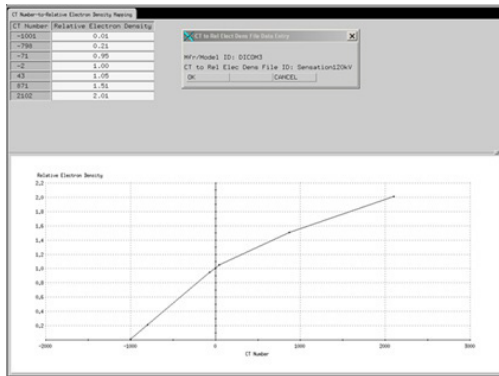 CT Number-to-Relative Electron Density Mapping
CT Number Relative Electron Density
-1001 0.01
-798 0.21
-71 0.95
-2 1.00
43 1.05
871 1.51
2102 2.01
CT to Rel Elect Dens File Data Entry
Mfr/Model ID: DICOM3
CT to Rel Elec Dens File ID: Sensation120kV
OK CANCEL
Relative Electron Density
2,2
2,0
1,8
1,6
1,4
1,2
1,0
0,8
0,6
0,4
0,2
-2000 -1000 0 1000 2000 3000
CT Number